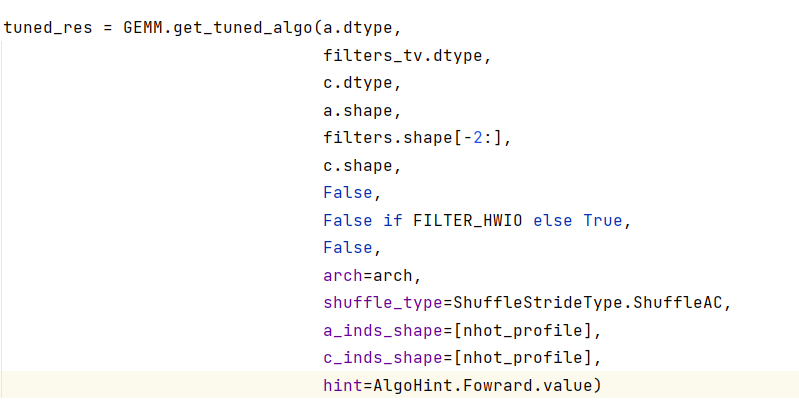 tuned_res = GEMM.get_tuned_algo(a.dtype,
filters_tv.dtype,
c.dtype,
a.shape,
filters.shape[-2:],
c.shape,
False,
False if FILTER_HWIO else True,
False,
arch=arch,
shuffle_type=ShuffleStrideType.ShuffleAC,
a_inds_shape=[nhot_profile],
c_inds_shape=[nhot_profile],
hint=AlgoHint.Fowrard.value)